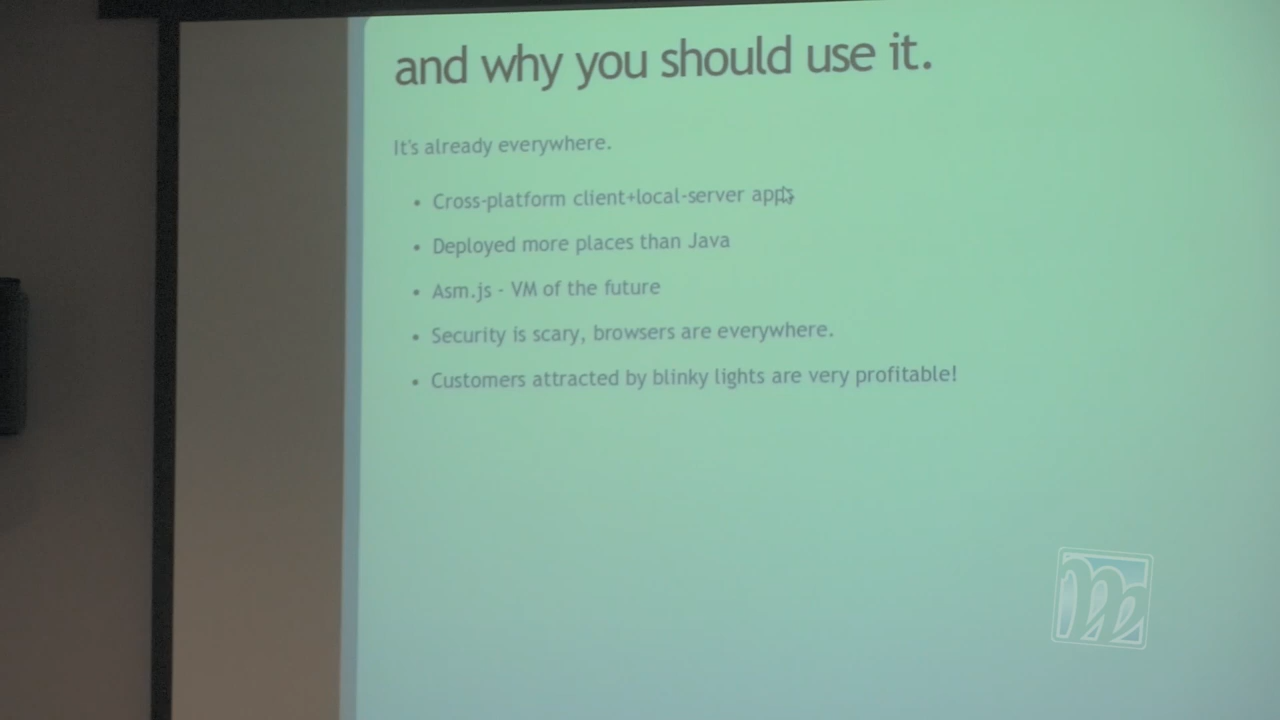 and why you should use it.
It's already everywhere.
• Cross-platform client+local-server apps
• Deployed more places than Java
• Asm.js - VM of the future
• Security is scary, browsers are everywhere.
• Customers attracted by blinky lights are very profitable!